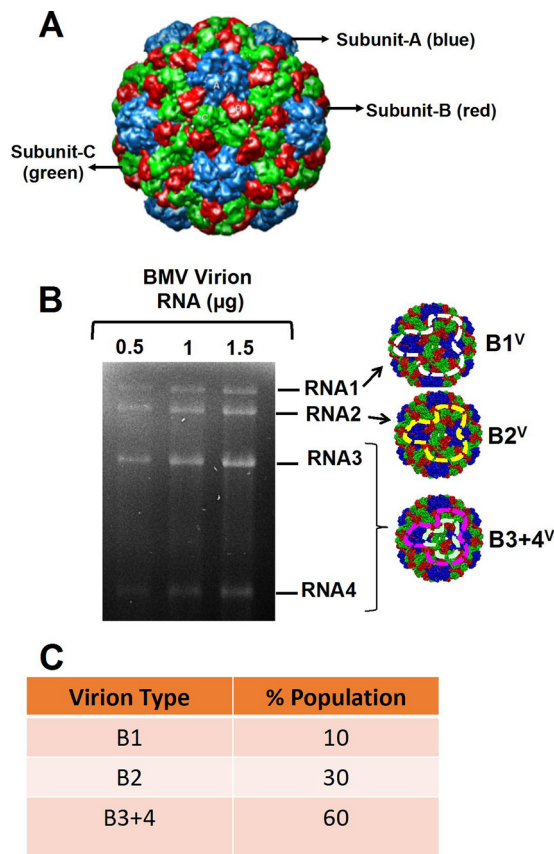 A
Subunit-A (blue)
A
B
C
Subunit-B (red)
Subunit-C
(green)
B
BMV Virion
RNA (µg)
0.5 1 1.5
RNA1
RNA2
RNA3
RNA4
B1V
B2V
B3+4V
C
Virion Type % Population
B1 10
B2 30
B3+4 60